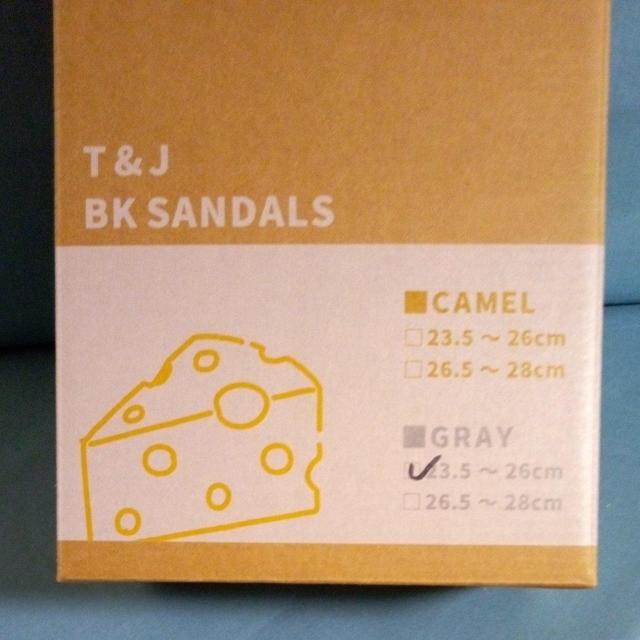 T & J
BK SANDALS
■CAMEL
□23.5 ～ 26cm
□26.5 ～ 28cm
■GRAY
☑23.5 ～ 26cm
□26.5 ～ 28cm